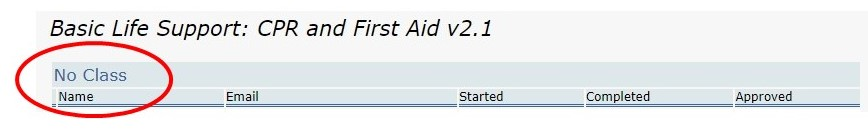 Basic Life Support: CPR and First Aid v2.1
No Class
Name Email Started Completed Approved